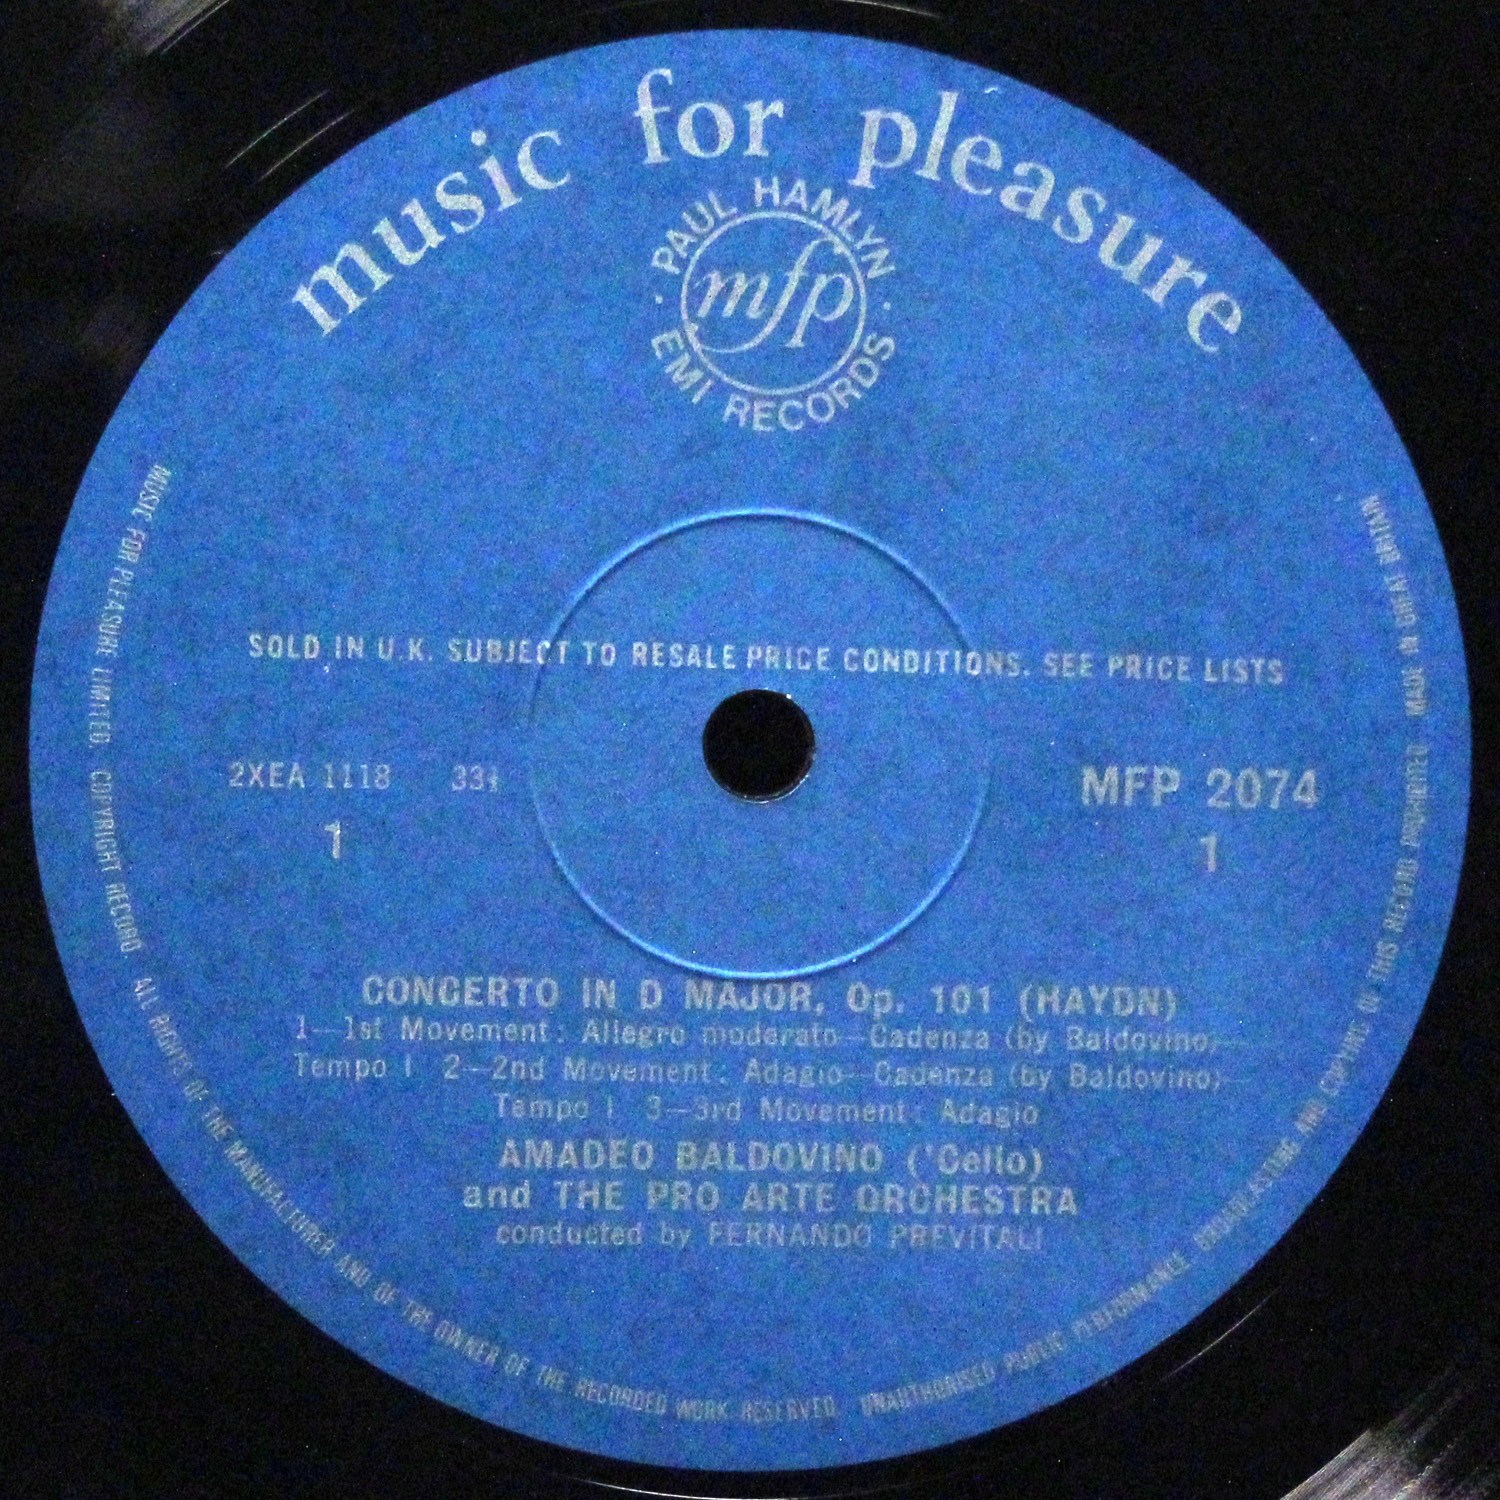 music for pleasure
PAUL HAMLYN
mfp
· EMI RECORDS ·
SOLD IN U.K. SUBJECT TO RESALE PRICE CONDITIONS. SEE PRICE LISTS
2XEA 1118 33⅓ MFP 2074
1 1
CONCERTO IN D MAJOR, Op. 101 (HAYDN)
1—1st Movement: Allegro moderato—Cadenza (by Baldovino)—
Tempo I 2—2nd Movement: Adagio—Cadenza (by Baldovino)—
Tempo I 3—3rd Movement: Adagio
AMADEO BALDOVINO ('Cello)
and THE PRO ARTE ORCHESTRA
conducted by FERNANDO PREVITALI
MUSIC FOR PLEASURE LIMITED. COPYRIGHT RECORD. ALL RIGHTS OF THE MANUFACTURER AND OF THE OWNER OF THE RECORDED WORK RESERVED. UNAUTHORISED PUBLIC PERFORMANCE, BROADCASTING AND COPYING OF THIS RECORD PROHIBITED. MADE IN GREAT BRITAIN